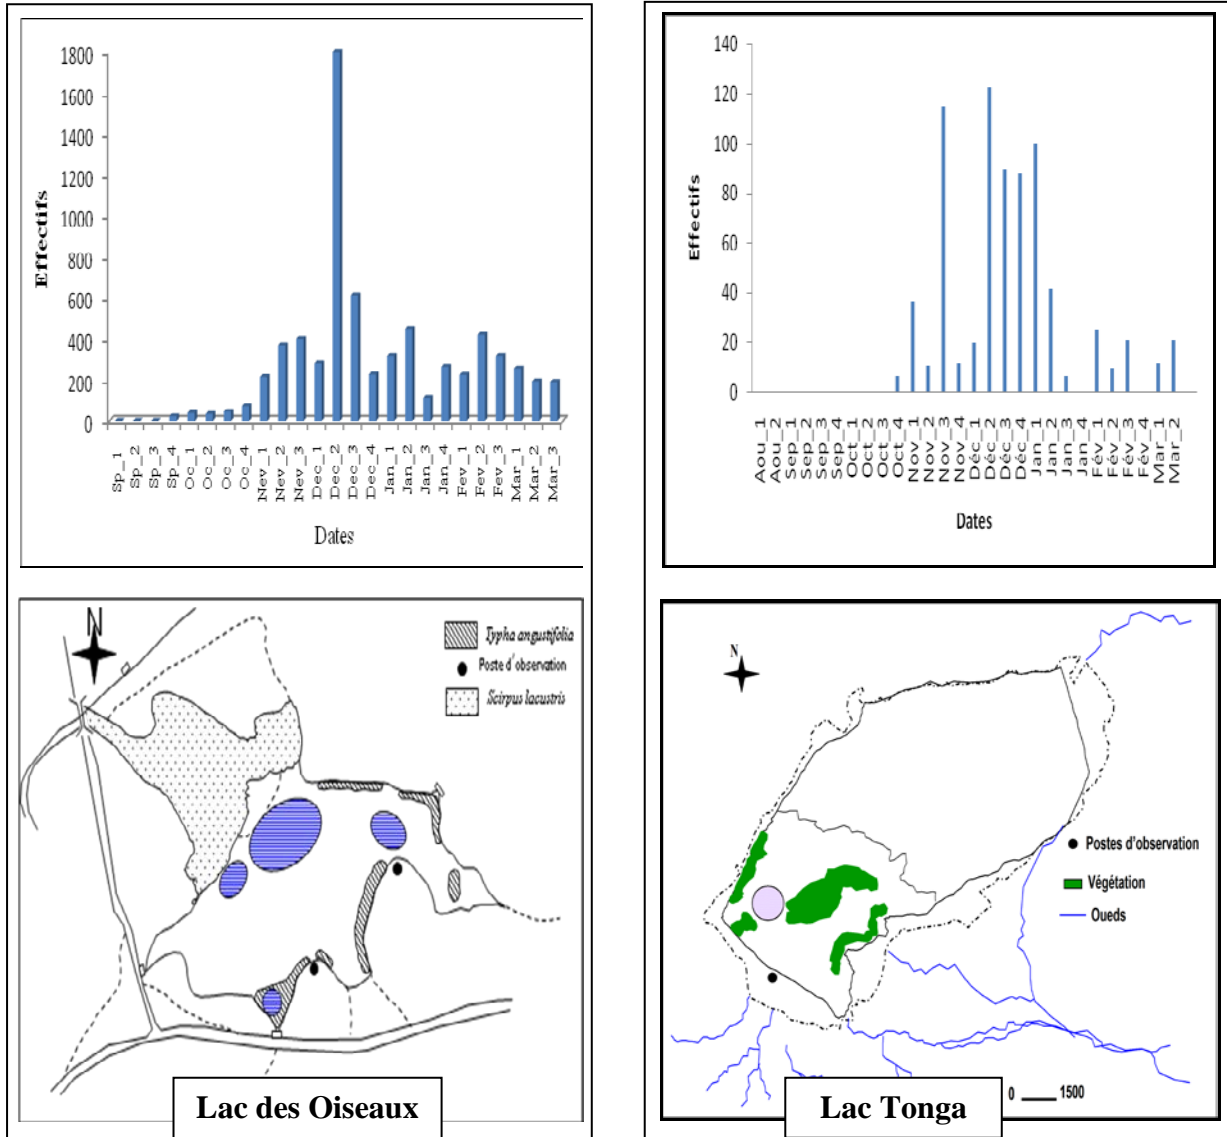 1800
1600
1400
1200
1000
800
600
400
200
0
Effectifs
Sp_1
Sp_2
Sp_3
Sp_4
Oc_1
Oc_2
Oc_3
Oc_4
Nev_1
Nev_2
Nev_3
Dec_1
Dec_2
Dec_3
Dec_4
Jan_1
Jan_2
Jan_3
Jan_4
Fev_1
Fev_2
Fev_3
Mar_1
Mar_2
Mar_3
Dates
140
120
100
80
60
40
20
0
Effectifs
Aou_1
Aou_2
Sep_1
Sep_2
Sep_3
Sep_4
Oct_1
Oct_2
Oct_3
Oct_4
Nov_1
Nov_2
Nov_3
Nov_4
Déc_1
Déc_2
Déc_3
Déc_4
Jan_1
Jan_2
Jan_3
Jan_4
Fév_1
Fév_2
Fév_3
Fév_4
Mar_1
Mar_2
Dates
N
Typha angustifolia
Poste d'observation
Scirpus lacustris
Lac des Oiseaux
N
Postes d'observation
Végétation
Oueds
0 1500
Lac Tonga